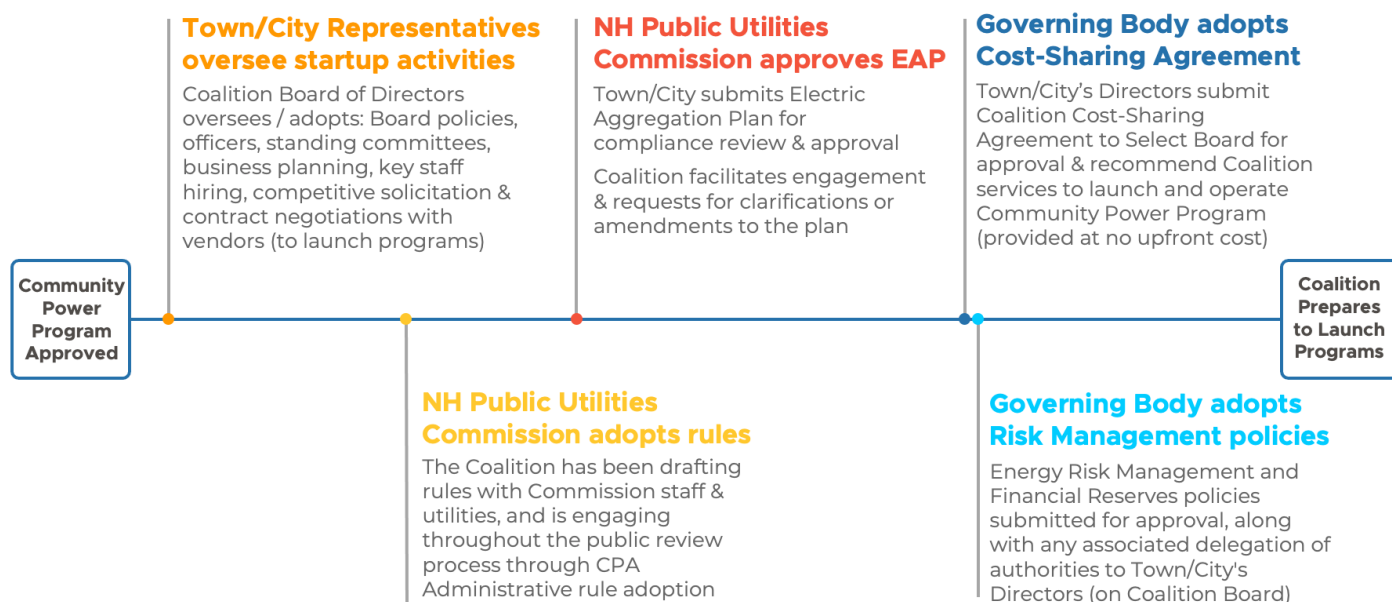 Town/City Representatives
oversee startup activities
Coalition Board of Directors
oversees / adopts: Board policies,
officers, standing committees,
business planning, key staff
hiring, competitive solicitation &
contract negotiations with
vendors (to launch programs)
NH Public Utilities
Commission approves EAP
Town/City submits Electric
Aggregation Plan for
compliance review & approval
Coalition facilitates engagement
& requests for clarifications or
amendments to the plan
Governing Body adopts
Cost-Sharing Agreement
Town/City’s Directors submit
Coalition Cost-Sharing
Agreement to Select Board for
approval & recommend Coalition
services to launch and operate
Community Power Program
(provided at no upfront cost)
Community
Power
Program
Approved
Coalition
Prepares
to Launch
Programs
NH Public Utilities
Commission adopts rules
The Coalition has been drafting
rules with Commission staff &
utilities, and is engaging
throughout the public review
process through CPA
Administrative rule adoption
Governing Body adopts
Risk Management policies
Energy Risk Management and
Financial Reserves policies
submitted for approval, along
with any associated delegation of
authorities to Town/City's
Directors (on Coalition Board)